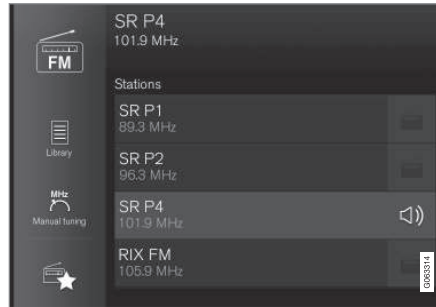 SR P4
101.9 MHz
FM
Stations
SR P1
89.3 MHz
Library
SR P2
96.3 MHz
MHz
Manual tuning
SR P4
101.9 MHz
RIX FM
105.9 MHz
G063314